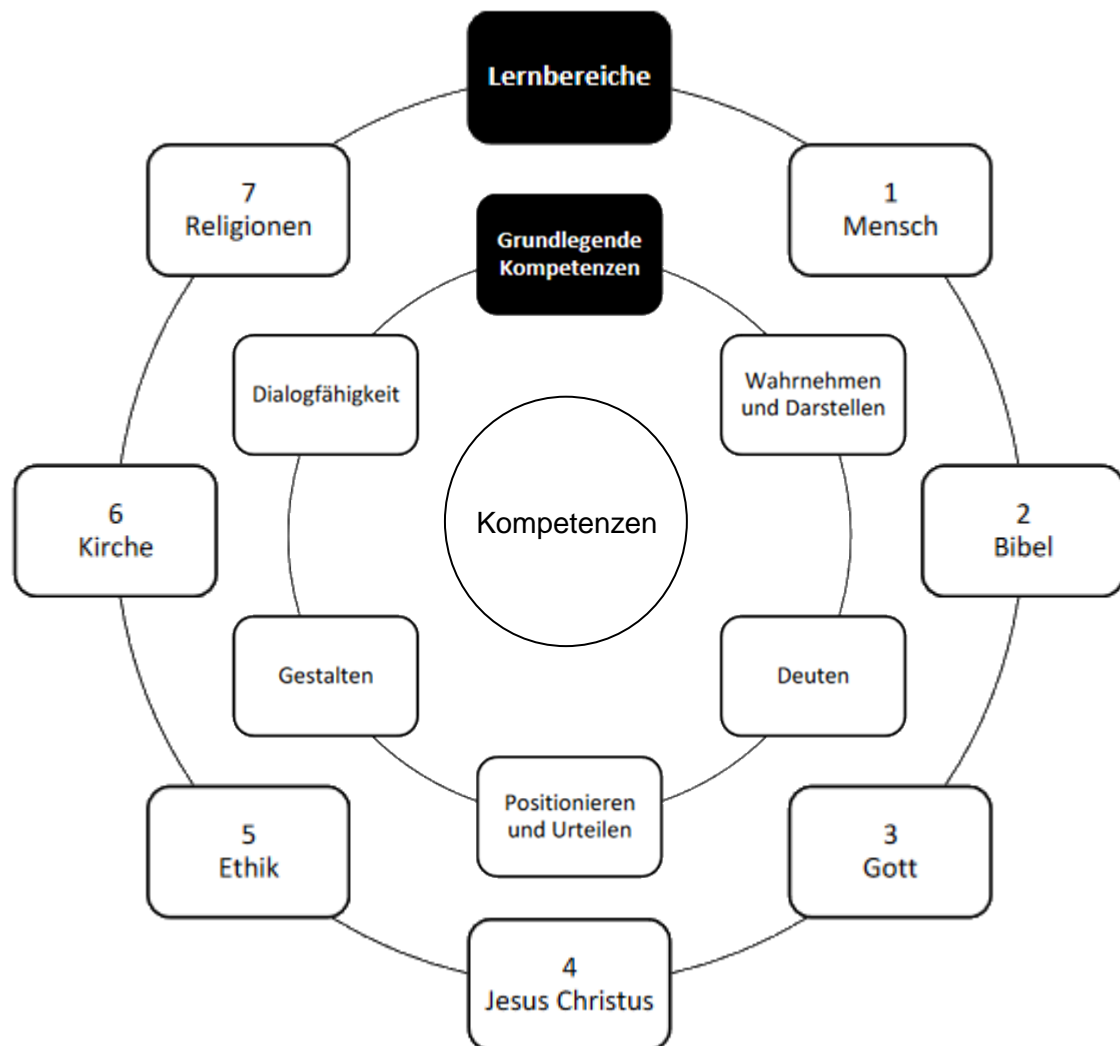 Lernbereiche
1
Mensch
2
Bibel
3
Gott
4
Jesus Christus
5
Ethik
6
Kirche
7
Religionen
Grundlegende
Kompetenzen
Wahrnehmen
und Darstellen
Deuten
Positionieren
und Urteilen
Gestalten
Dialogfähigkeit
Kompetenzen